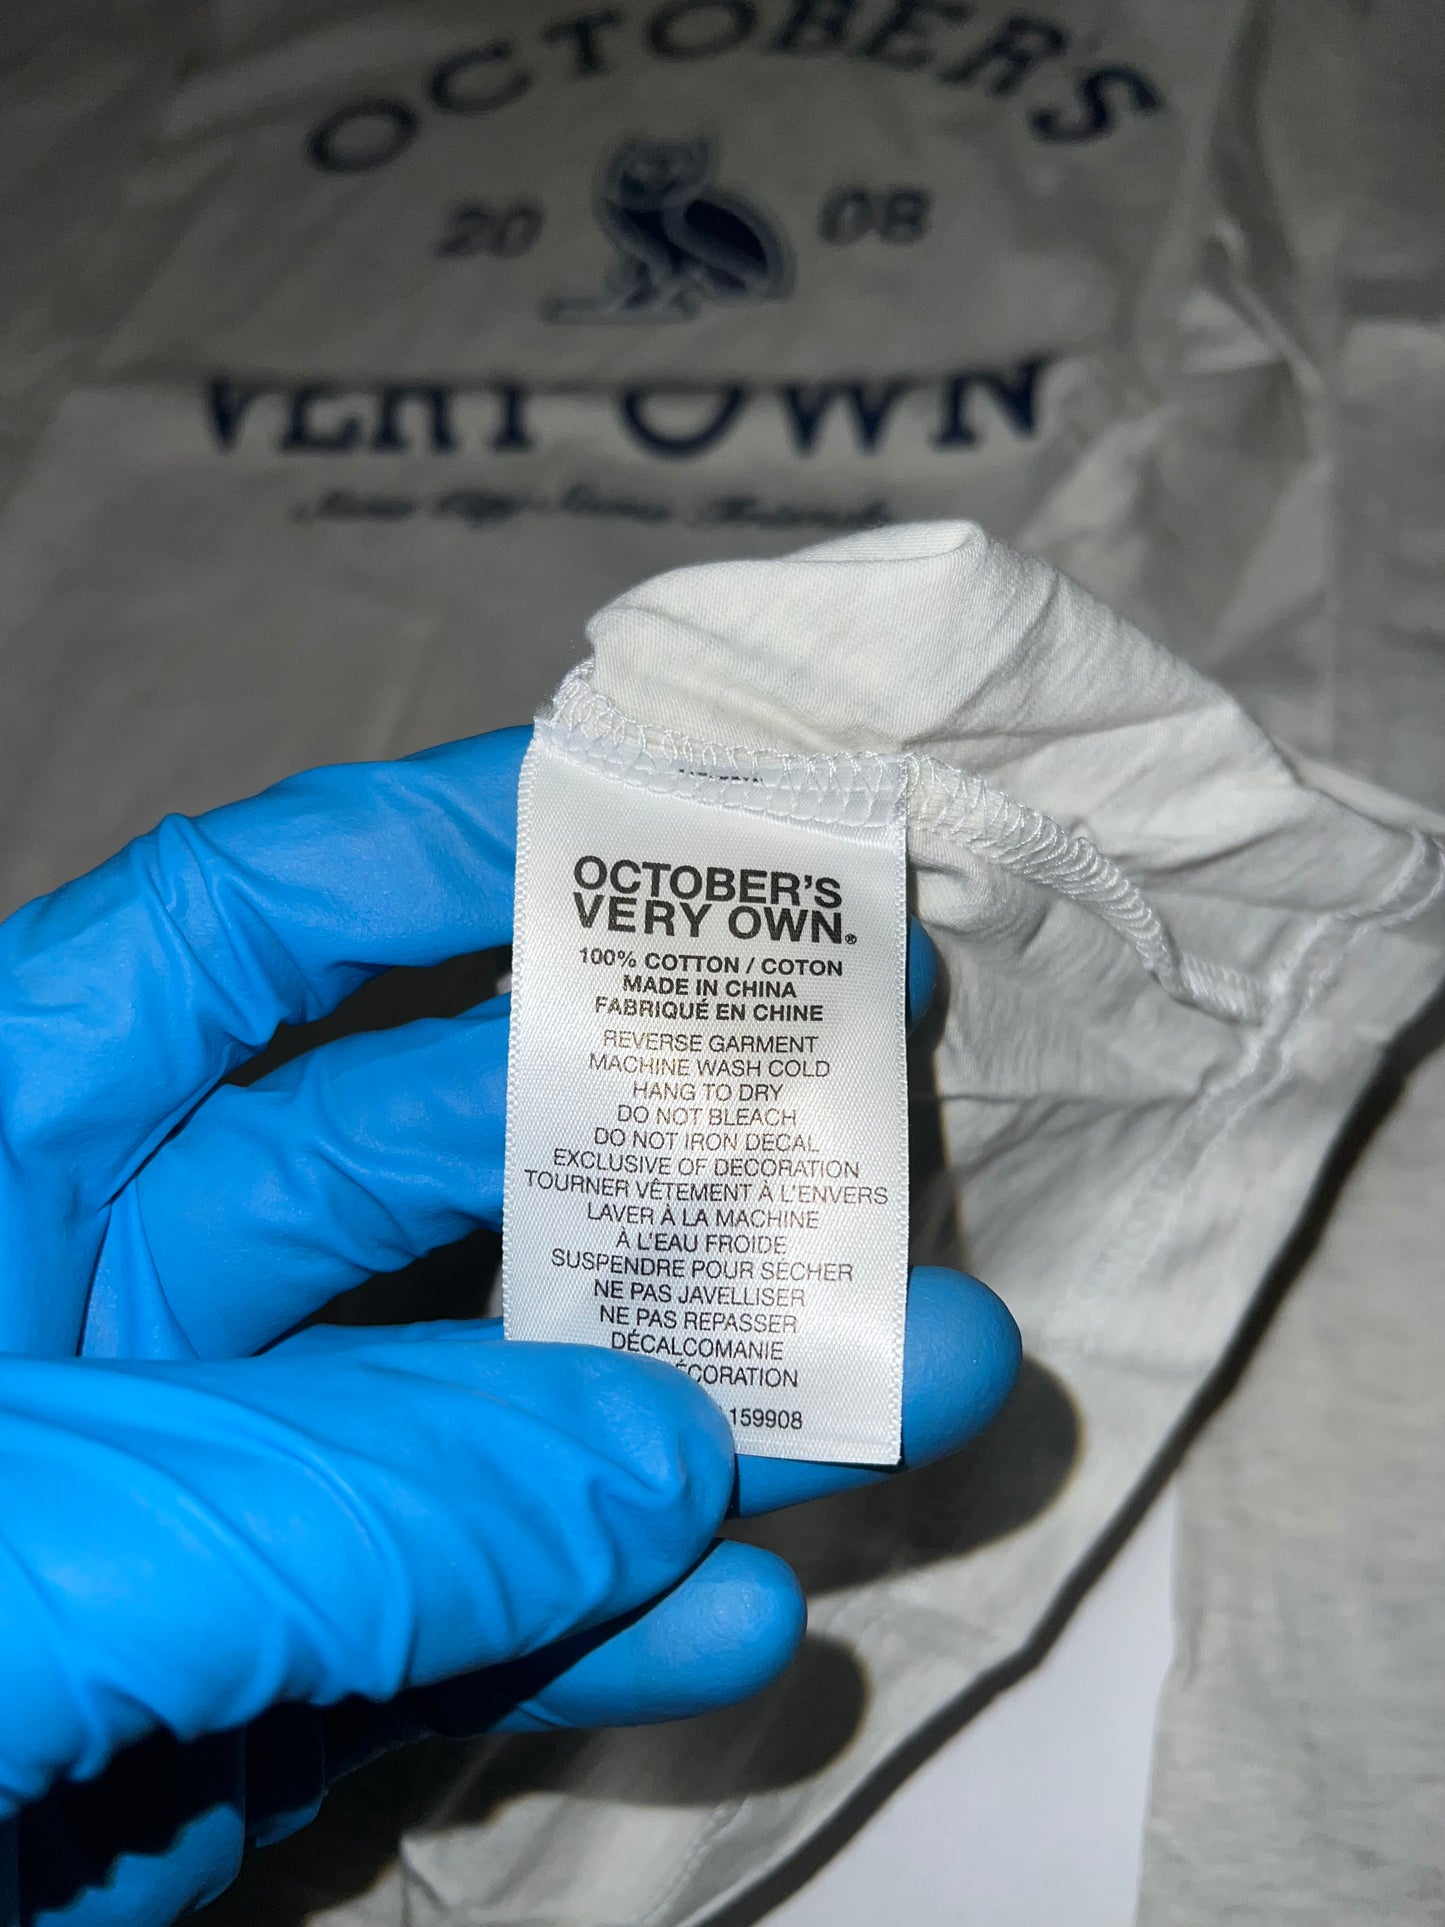 OCTOBER'S
20 08
VERY OWN
OCTOBER'S
VERY OWN®
100% COTTON / COTON
MADE IN CHINA
FABRIQUÉ EN CHINE
REVERSE GARMENT
MACHINE WASH COLD
HANG TO DRY
DO NOT BLEACH
DO NOT IRON DECAL
EXCLUSIVE OF DECORATION
TOURNER VÊTEMENT À L'ENVERS
LAVER À LA MACHINE
À L'EAU FROIDE
SUSPENDRE POUR SÉCHER
NE PAS JAVELLISER
NE PAS REPASSER
DÉCALCOMANIE
ÉCORATION
159908